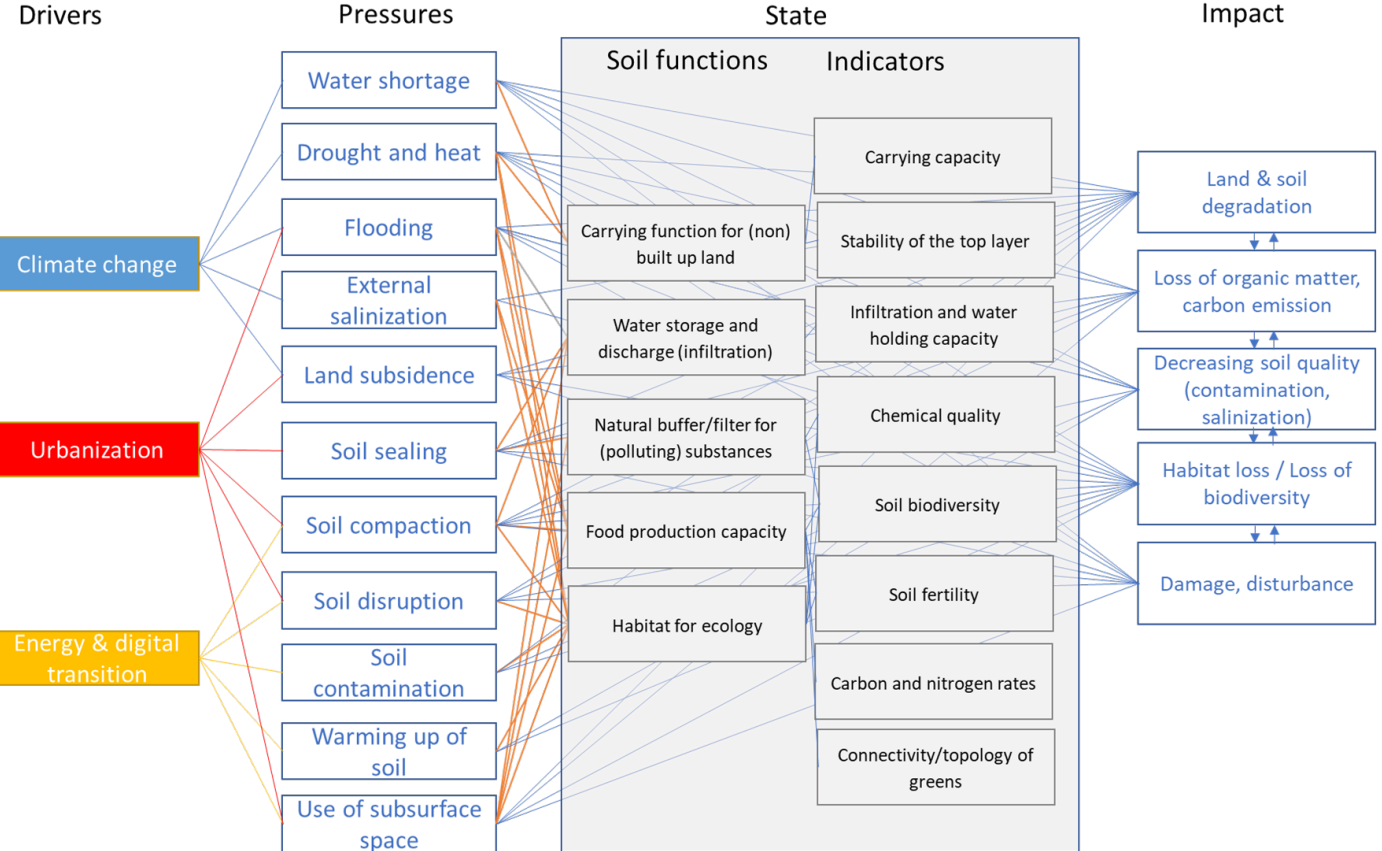 Drivers
Pressures
State
Impact
Soil functions
Indicators
Climate change
Urbanization
Energy & digital
transition
Water shortage
Drought and heat
Flooding
External
salinization
Land subsidence
Soil sealing
Soil compaction
Soil disruption
Soil
contamination
Warming up of
soil
Use of subsurface
space
Carrying function for (non)
built up land
Water storage and
discharge (infiltration)
Natural buffer/filter for
(polluting) substances
Food production capacity
Habitat for ecology
Carrying capacity
Stability of the top layer
Infiltration and water
holding capacity
Chemical quality
Soil biodiversity
Soil fertility
Carbon and nitrogen rates
Connectivity/topology of
greens
Land & soil
degradation
Loss of organic matter,
carbon emission
Decreasing soil quality
(contamination,
salinization)
Habitat loss / Loss of
biodiversity
Damage, disturbance